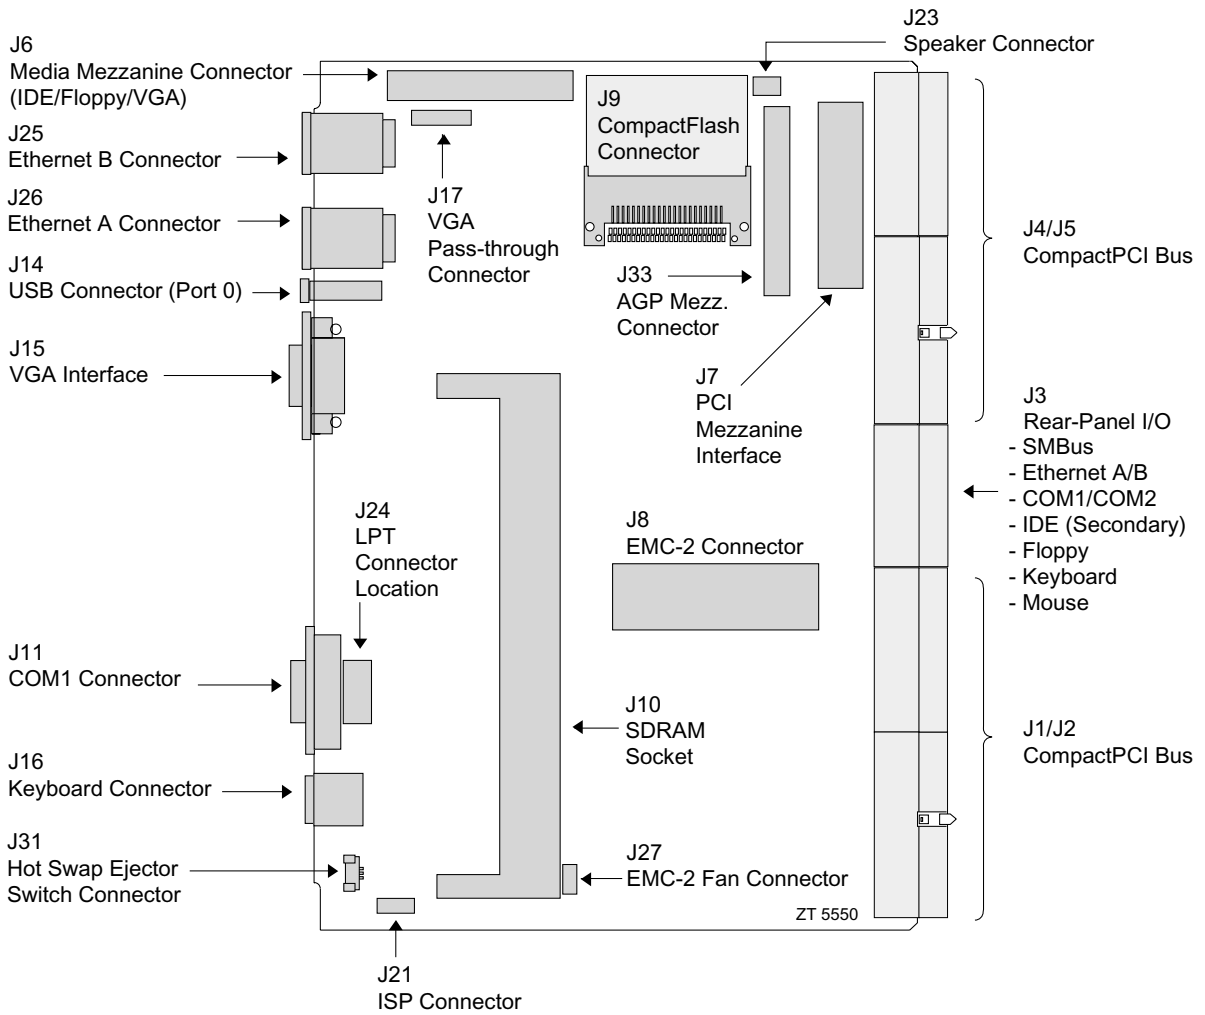 J23
Speaker Connector
J6
Media Mezzanine Connector
(IDE/Floppy/VGA)
J25
Ethernet B Connector
J26
Ethernet A Connector
J14
USB Connector (Port 0)
J15
VGA Interface
J17
VGA
Pass-through
Connector
J9
CompactFlash
Connector
J33
AGP Mezz.
Connector
J7
PCI
Mezzanine
Interface
J4/J5
CompactPCI Bus
J3
Rear-Panel I/O
- SMBus
- Ethernet A/B
- COM1/COM2
- IDE (Secondary)
- Floppy
- Keyboard
- Mouse
J24
LPT
Connector
Location
J8
EMC-2 Connector
J11
COM1 Connector
J10
SDRAM
Socket
J1/J2
CompactPCI Bus
J16
Keyboard Connector
J31
Hot Swap Ejector
Switch Connector
J27
EMC-2 Fan Connector
ZT 5550
J21
ISP Connector